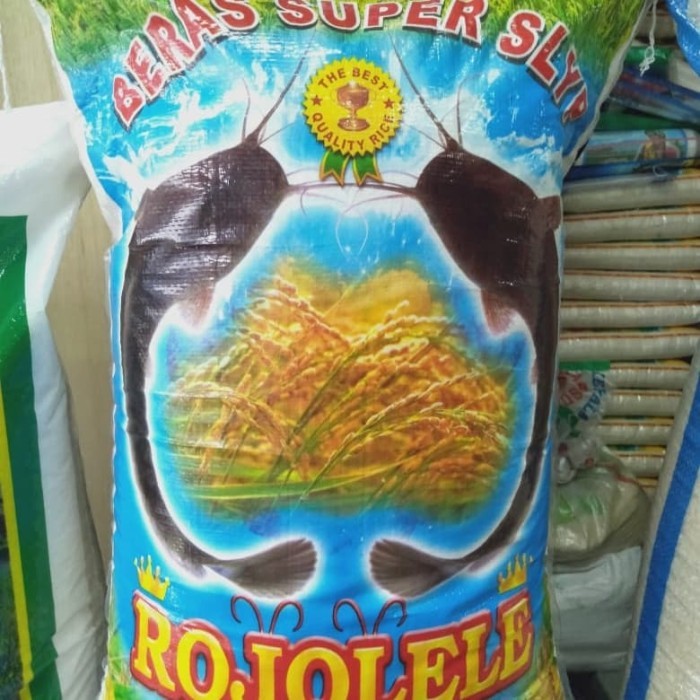 BERAS SUPER SLYP
THE BEST
QUALITY RICE
ROJOLELE